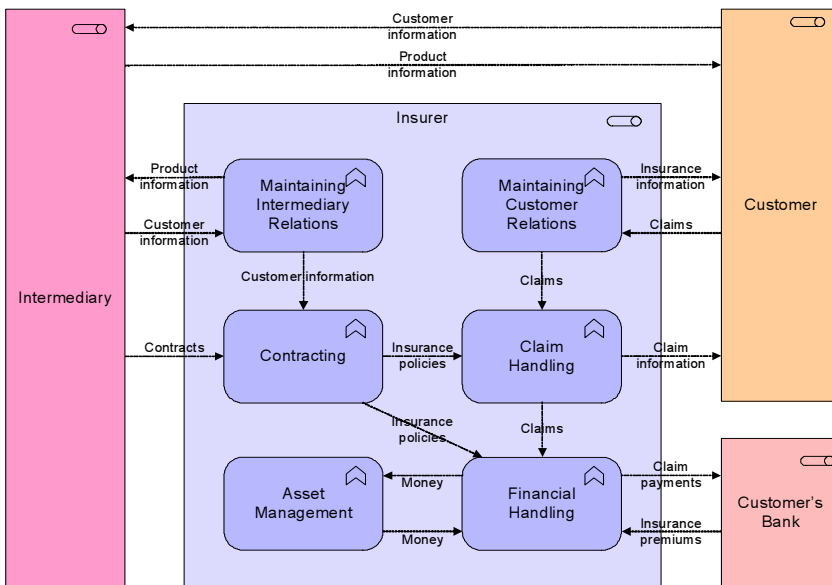 Customer
information
Product
information
Insurer
Product
information
Maintaining
Intermediary
Relations
Maintaining
Customer
Relations
Insurance
information
Customer
information
Claims
Customer
Intermediary
Customer information
Claims
Contracts
Contracting
Insurance
policies
Claim
Handling
Claim
information
Insurance
policies
Claims
Asset
Management
Money
Money
Financial
Handling
Claim
payments
Insurance
premiums
Customer's
Bank